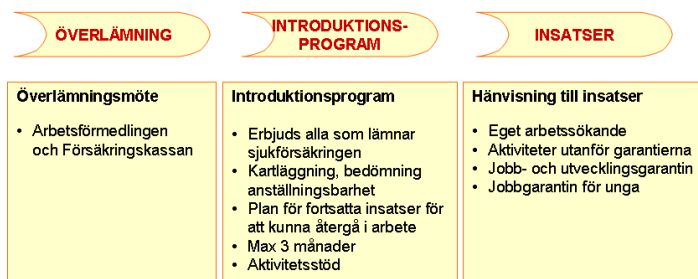 ÖVERLÄMNING
INTRODUKTIONS-
PROGRAM
INSATSER
Överlämningsmöte
• Arbetsförmedlingen
och Försäkringskassan
Introduktionsprogram
• Erbjuds alla som lämnar
sjukförsäkringen
• Kartläggning, bedömning
anställningsbarhet
• Plan för fortsatta insatser för
att kunna återgå i arbete
• Max 3 månader
• Aktivitetsstöd
Hänvisning till insatser
• Eget arbetssökande
• Aktiviteter utanför garantierna
• Jobb- och utvecklingsgarantin
• Jobbgarantin för unga